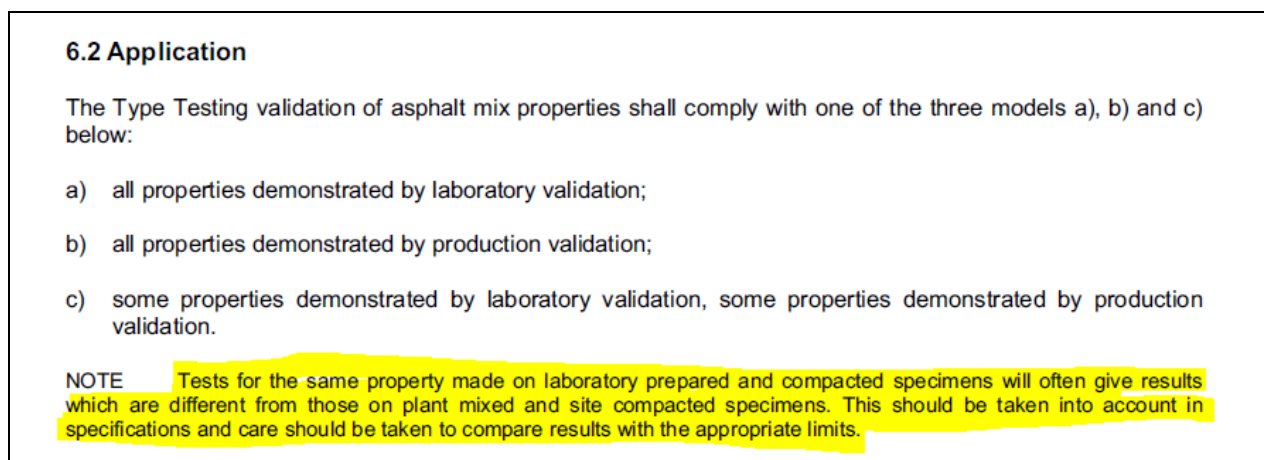 6.2 Application
The Type Testing validation of asphalt mix properties shall comply with one of the three models a), b) and c)
below:
a) all properties demonstrated by laboratory validation;
b) all properties demonstrated by production validation;
c) some properties demonstrated by laboratory validation, some properties demonstrated by production
validation.
NOTE Tests for the same property made on laboratory prepared and compacted specimens will often give results
which are different from those on plant mixed and site compacted specimens. This should be taken into account in
specifications and care should be taken to compare results with the appropriate limits.